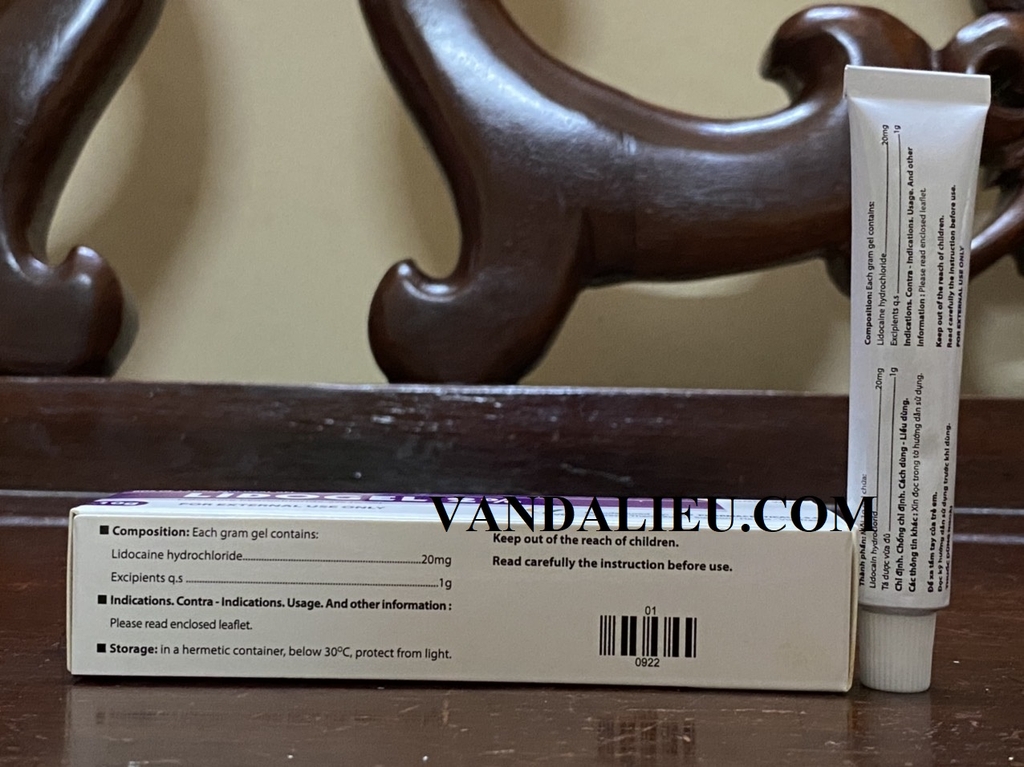 10g
LIDOGEL
FOR EXTERNAL USE ONLY
VANDALIEU.COM
■ Composition: Each gram gel contains:
Lidocaine hydrochloride....................20mg
Excipients q.s ....................1g
■ Indications. Contra - Indications. Usage. And other information :
Please read enclosed leaflet.
■ Storage: in a hermetic container, below 30°C, protect from light.
Keep out of the reach of children.
Read carefully the instruction before use.
01
0922
Composition: Each gram gel contains:
Lidocaine hydrochloride....................20mg
Excipients q.s ....................1g
Indications. Contra - Indications. Usage. And other
Information : Please read enclosed leaflet.
Keep out of the reach of children.
Read carefully the instruction before use.
FOR EXTERNAL USE ONLY
Thành phần: chứa:
Lidocain hydroclorid....................20mg
Tá dược vừa đủ ....................1g
Chỉ định. Chống chỉ định. Cách dùng - Liều dùng.
Các thông tin khác: Xin đọc trong tờ hướng dẫn sử dụng.
Để xa tầm tay của trẻ em.
Đọc kỹ hướng dẫn sử dụng trước khi dùng.